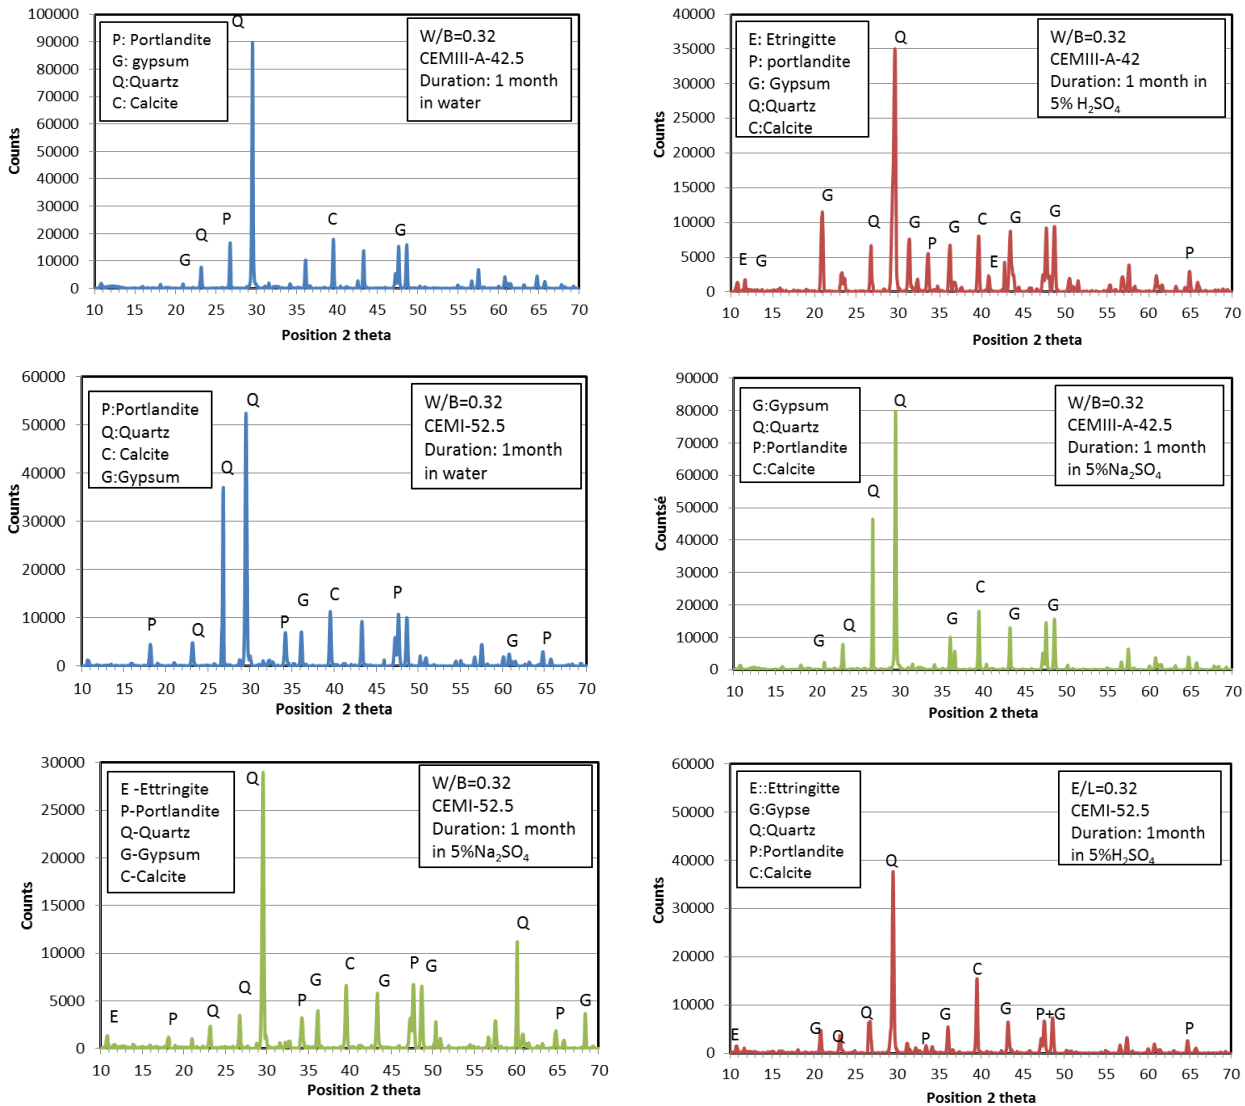 100000
90000
80000
70000
60000
50000
40000
30000
20000
10000
0
Counts
P: Portlandite
G: gypsum
Q:Quartz
C: Calcite
W/B=0.32
CEMIII-A-42.5
Duration: 1 month
in water
Q
G
Q
P
C
G
10 15 20 25 30 35 40 45 50 55 60 65 70
Position 2 theta
40000
35000
30000
25000
20000
15000
10000
5000
0
Counts
E: Etringitte
P: portlandite
G: Gypsum
Q:Quartz
C:Calcite
W/B=0.32
CEMIII-A-42
Duration: 1 month in
5% H₂SO₄
Q
E G G Q G P G C E G G P
10 15 20 25 30 35 40 45 50 55 60 65 70
Position 2 theta
60000
50000
40000
30000
20000
10000
0
Counts
P:Portlandite
Q:Quartz
C: Calcite
G:Gypsum
W/B=0.32
CEMI-52.5
Duration: 1month
in water
P Q Q Q P G C P G P
10 15 20 25 30 35 40 45 50 55 60 65 70
Position 2 theta
90000
80000
70000
60000
50000
40000
30000
20000
10000
0
Countsé
G:Gypsum
Q:Quartz
P:Portlandite
C:Calcite
W/B=0.32
CEMIII-A-42.5
Duration: 1 month
in 5%Na₂SO₄
G Q Q Q G C G G
10 15 20 25 30 35 40 45 50 55 60 65 70
Position 2 theta
30000
25000
20000
15000
10000
5000
0
Counts
E -Ettringite
P-Portlandite
Q-Quartz
G-Gypsum
C-Calcite
W/B=0.32
CEMI-52.5
Duration: 1 month
in 5%Na₂SO₄
E P Q Q Q P G C G P G Q P G
10 15 20 25 30 35 40 45 50 55 60 65 70
Position 2 theta
60000
50000
40000
30000
20000
10000
0
Counts
E::Ettringitte
G:Gypse
Q:Quartz
P:Portlandite
C:Calcite
E/L=0.32
CEMI-52.5
Duration: 1month
in 5%H₂SO₄
E G Q Q Q P G C G P+G P
10 15 20 25 30 35 40 45 50 55 60 65 70
Position 2 theta